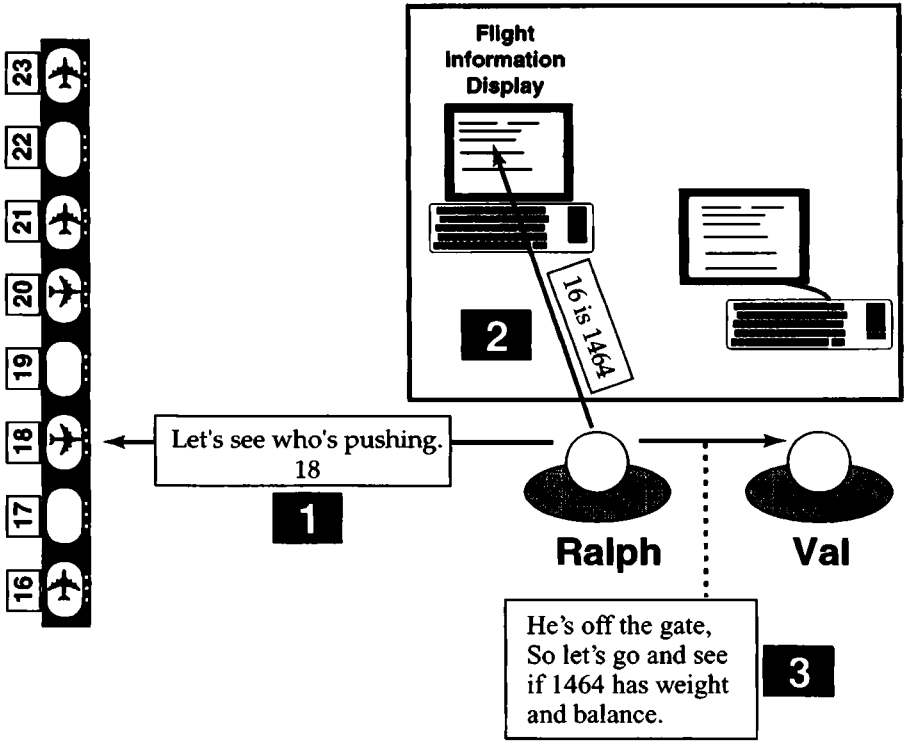 Flight
Information
Display
23
22
21
20
19
18
17
16
16 is 1464
2
Let's see who's pushing.
18
1
Ralph
Val
He's off the gate,
So let's go and see
if 1464 has weight
and balance.
3